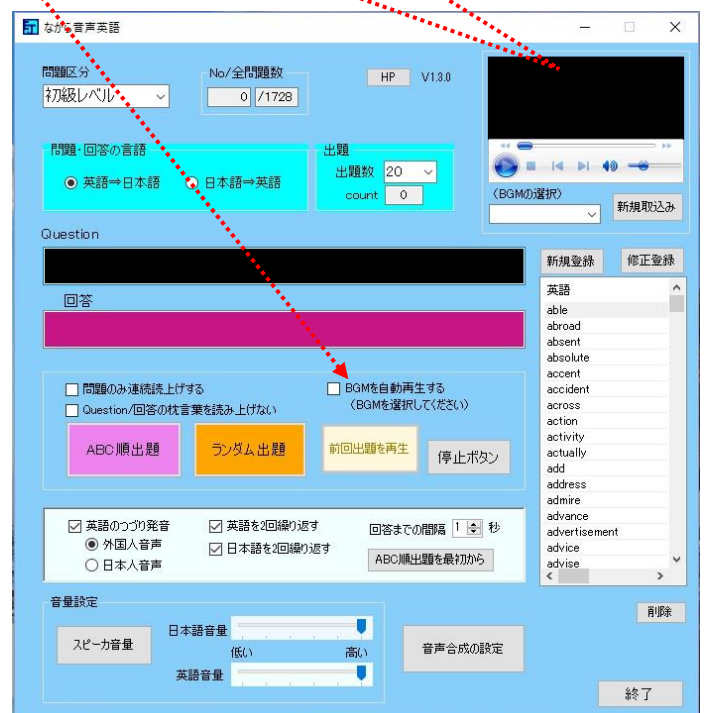 ながら音声英語
問題区分
初級レベル
No/全問題数
0 /1728
HP V1.3.0
問題・回答の言語
英語⇒日本語 日本語⇒英語
出題
出題数 20
count 0
(BGMの選択)
新規取込み
Question
回答
新規登録 修正登録
英語
able
abroad
absent
absolute
accent
accident
across
action
activity
actually
add
address
admire
advance
advertisement
advice
advise
問題のみ連続読上げする
Question/回答の枕言葉を読み上げない
BGMを自動再生する
(BGMを選択してください)
ABC順出題 ランダム出題 前回出題を再生 停止ボタン
英語のつづり発音
外国人音声
日本人音声
英語を2回繰り返す
日本語を2回繰り返す
回答までの間隔 1 秒
ABC順出題を最初から
音量設定
スピーカ音量
日本語音量
低い 高い
英語音量
音声合成の設定
削除
終了